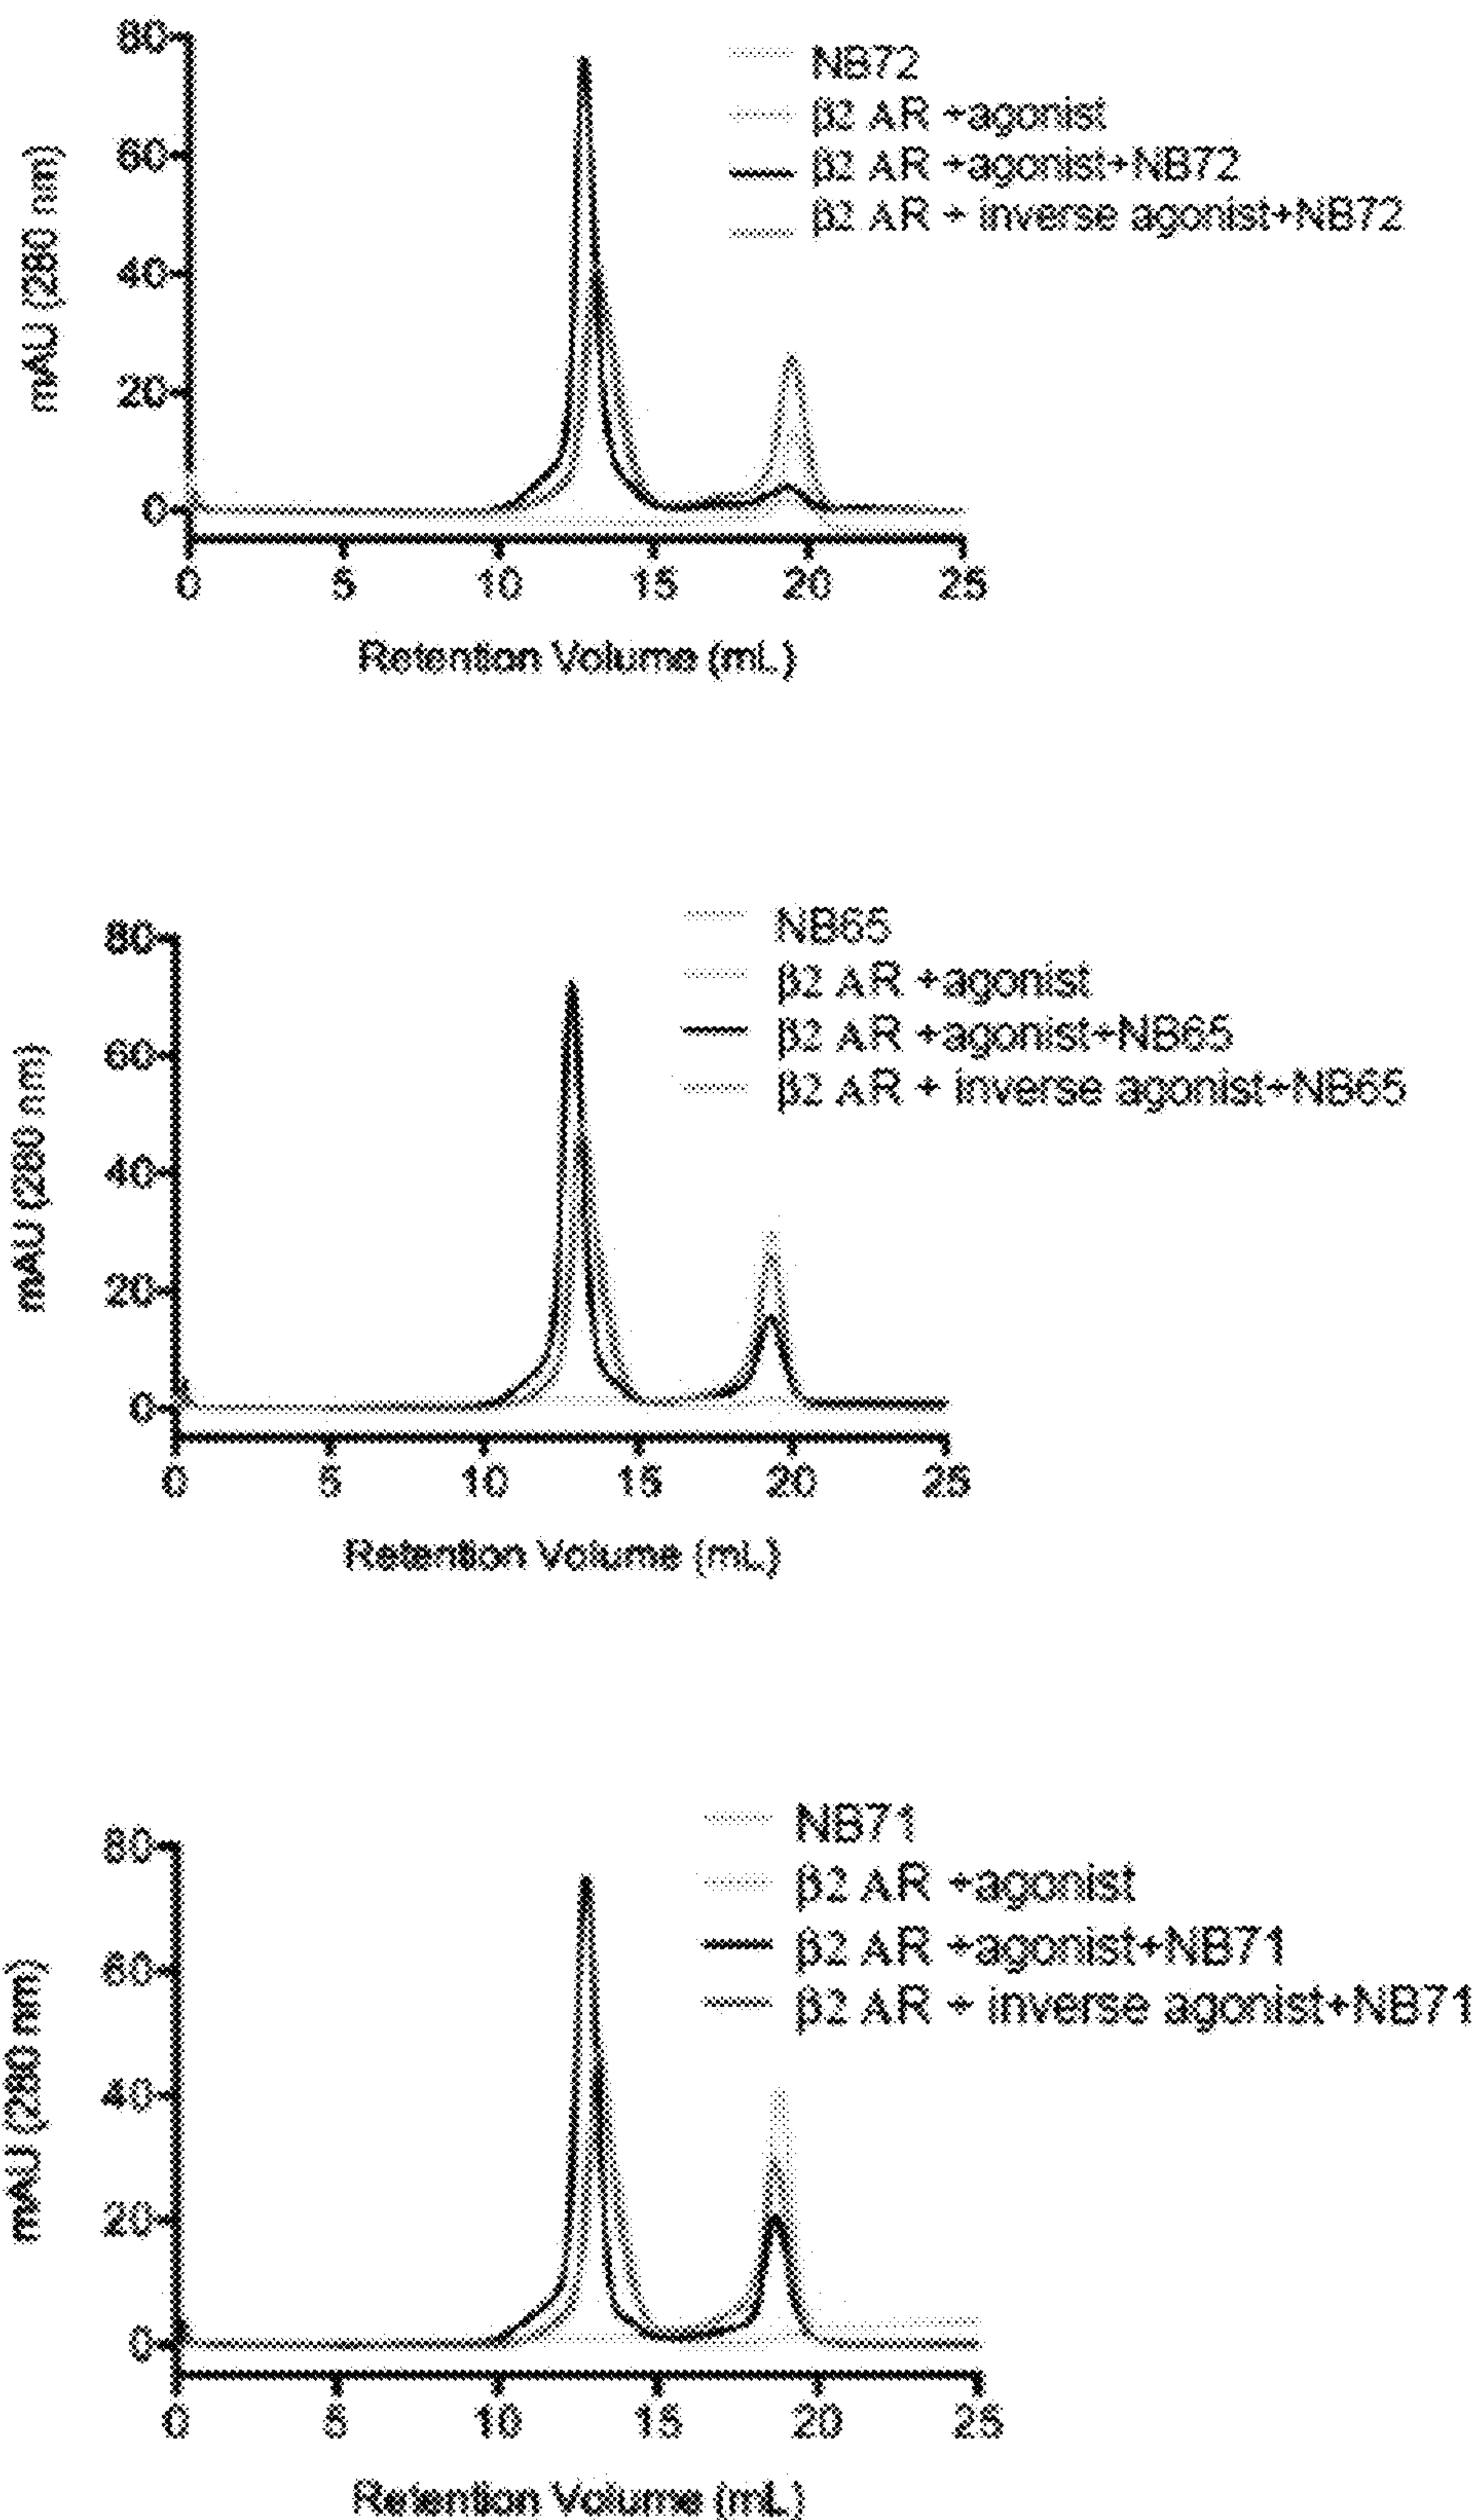 80
60
40
20
0
mAU (280 nm)
NB72
β2 AR +agonist
β2 AR +agonist+NB72
β2 AR + inverse agonist+NB72
0 5 10 15 20 25
Retention Volume (mL)
80
60
40
20
0
mAU (280 nm)
NB65
β2 AR +agonist
β2 AR +agonist+NB65
β2 AR + inverse agonist+NB65
0 5 10 15 20 25
Retention Volume (mL)
80
60
40
20
0
mAU (280 nm)
NB71
β2 AR +agonist
β2 AR +agonist+NB71
β2 AR + inverse agonist+NB71
0 5 10 15 20 25
Retention Volume (mL)